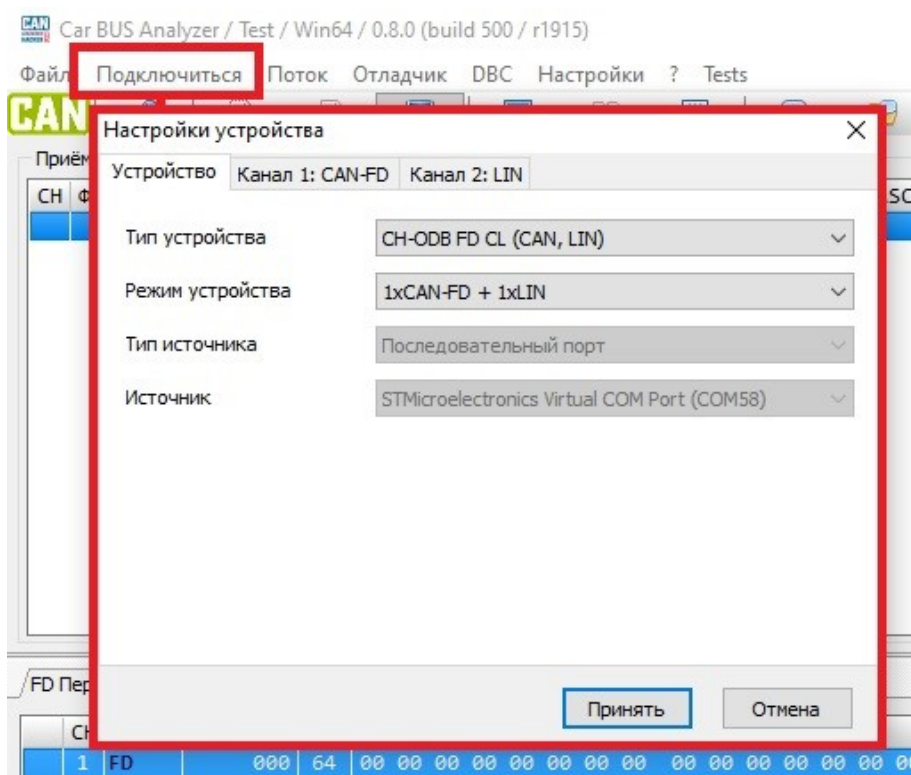 CAN
Car BUS Analyzer / Test / Win64 / 0.8.0 (build 500 / r1915)
Файл Подключиться Поток Отладчик DBC Настройки ? Tests
CAN
Настройки устройства
Устройство Канал 1: CAN-FD Канал 2: LIN
CH
Тип устройства CH-ODB FD CL (CAN, LIN)
Режим устройства 1xCAN-FD + 1xLIN
Тип источника Последовательный порт
Источник STMicroelectronics Virtual COM Port (COM58)
FD
Принять Отмена
1 FD 000 64 00 00 00 00 00 00 00 00 00 00 00 00 00 00